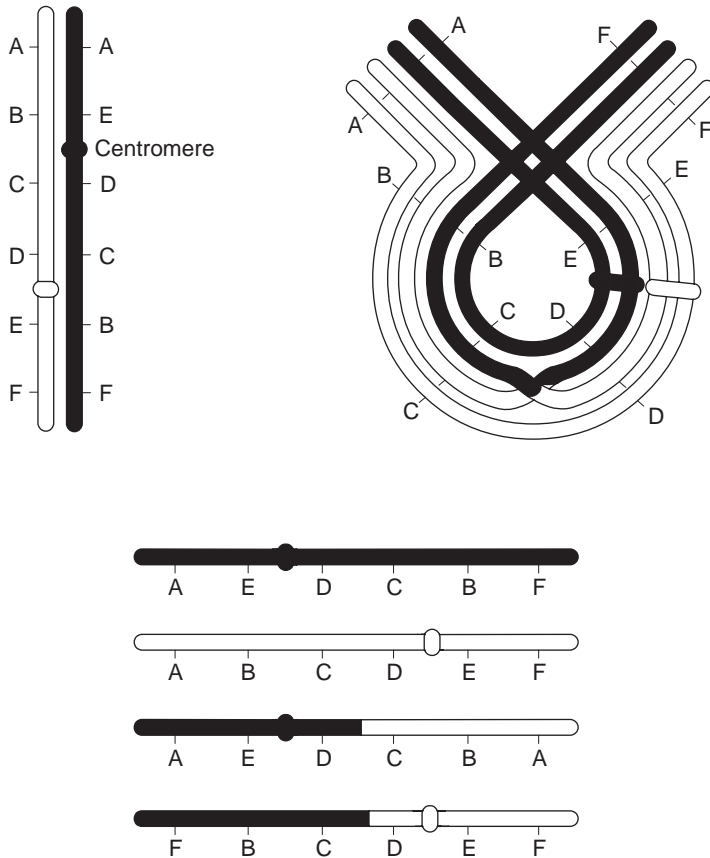 A A
B E
Centromere
C D
D C
E B
F F
A F
A F
B E
B E
C D
C D
A E D C B F
A B C D E F
A E D C B A
F B C D E F